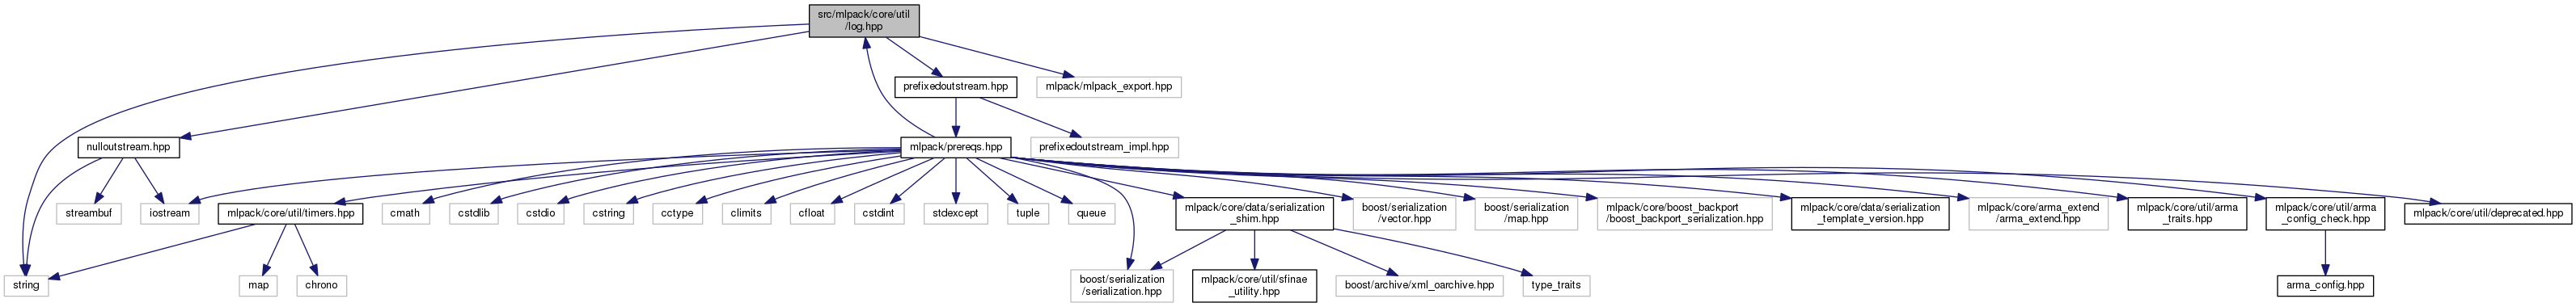 src/mlpack/core/util
/log.hpp
prefixedoutstream.hpp
mlpack/mlpack_export.hpp
nulloutstream.hpp
mlpack/prereqs.hpp
prefixedoutstream_impl.hpp
streambuf
iostream
mlpack/core/util/timers.hpp
cmath
cstdlib
cstdio
cstring
cctype
climits
cfloat
cstdint
stdexcept
tuple
queue
mlpack/core/data/serialization
_shim.hpp
boost/serialization
/vector.hpp
boost/serialization
/map.hpp
mlpack/core/boost_backport
/boost_backport_serialization.hpp
mlpack/core/data/serialization
_template_version.hpp
mlpack/core/arma_extend
/arma_extend.hpp
mlpack/core/util/arma
_traits.hpp
mlpack/core/util/arma
_config_check.hpp
mlpack/core/util/deprecated.hpp
string
map
chrono
boost/serialization
/serialization.hpp
mlpack/core/util/sfinae
_utility.hpp
boost/archive/xml_oarchive.hpp
type_traits
arma_config.hpp